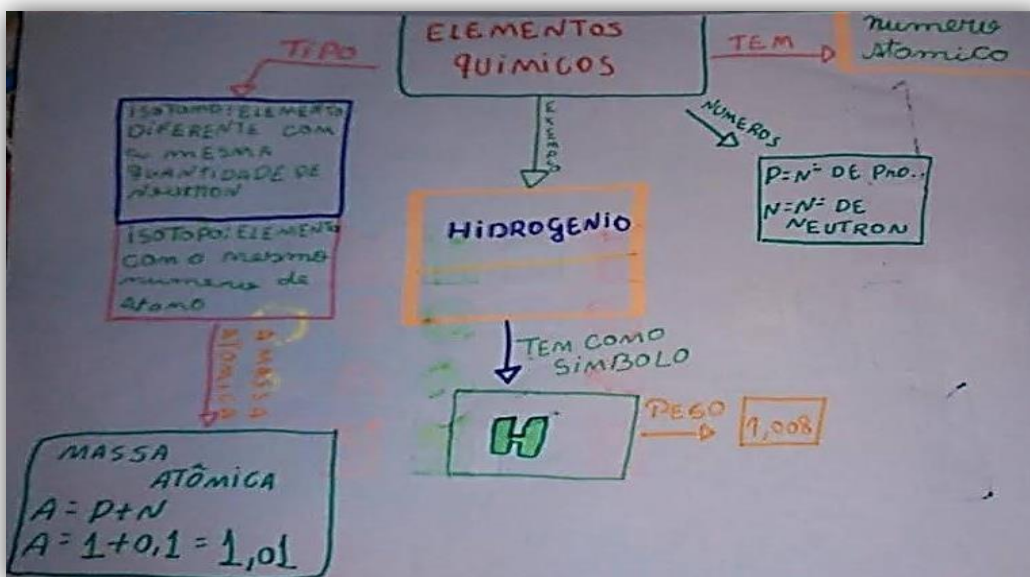 ELEMENTOS
QUIMICOS
TIPO
TEM
numero
Atomico
ISOTOMO: ELEMENTO
DIFERENTE COM
a MESMA
QUANTIDADE DE
NEUTRON
ISOTOPO: ELEMENTO
com o mesmo
numero de
Atomo
EXEMPLO
NUMEROS
P=Nº DE PRO..
N=Nº DE
NEUTRON
HIDROGENIO
A MASSA
ATOMICA
TEM COMO
SIMBOLO
H
PESO
1,008
MASSA
ATÔMICA
A = P+N
A = 1+0,1 = 1,01